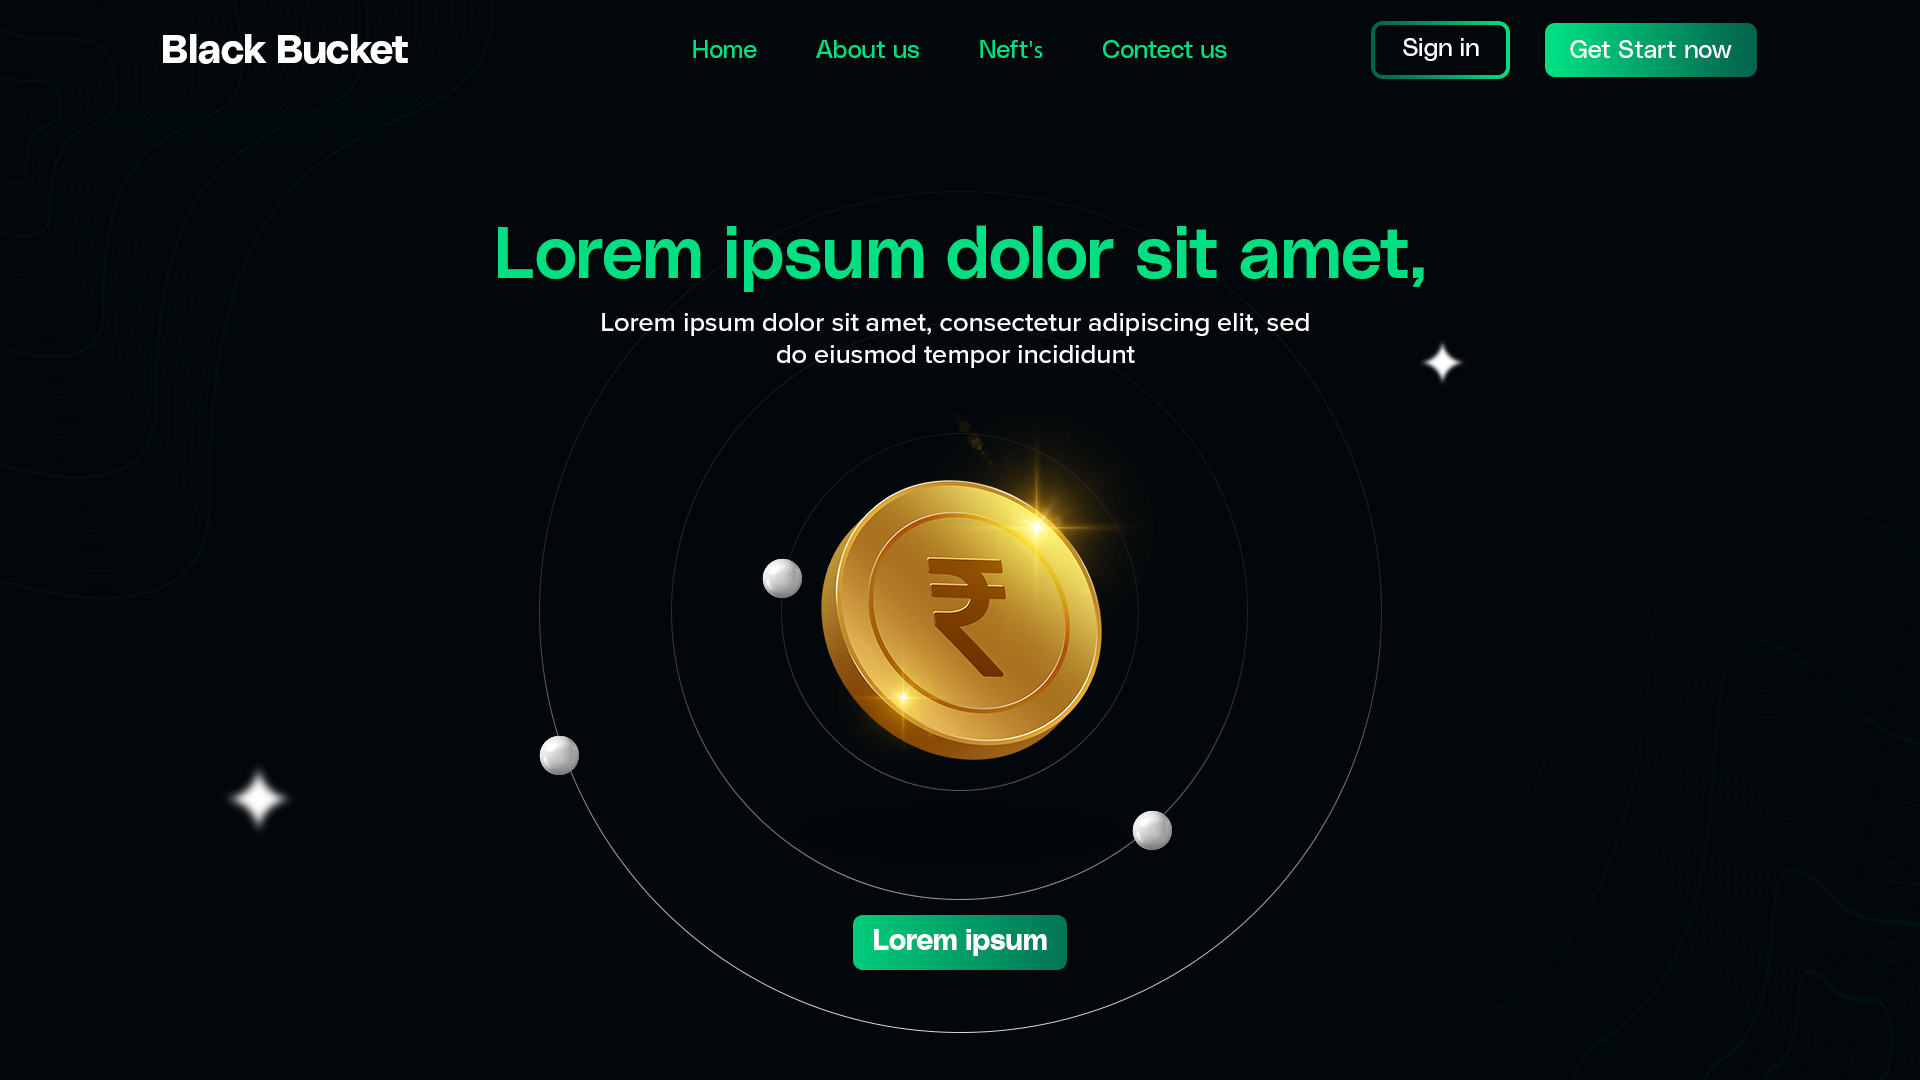 Black Bucket
Home
About us
Neft's
Contect us
Sign in
Get Start now
Lorem ipsum dolor sit amet,
Lorem ipsum dolor sit amet, consectetur adipiscing elit, sed
do eiusmod tempor incididunt
₹
Lorem ipsum